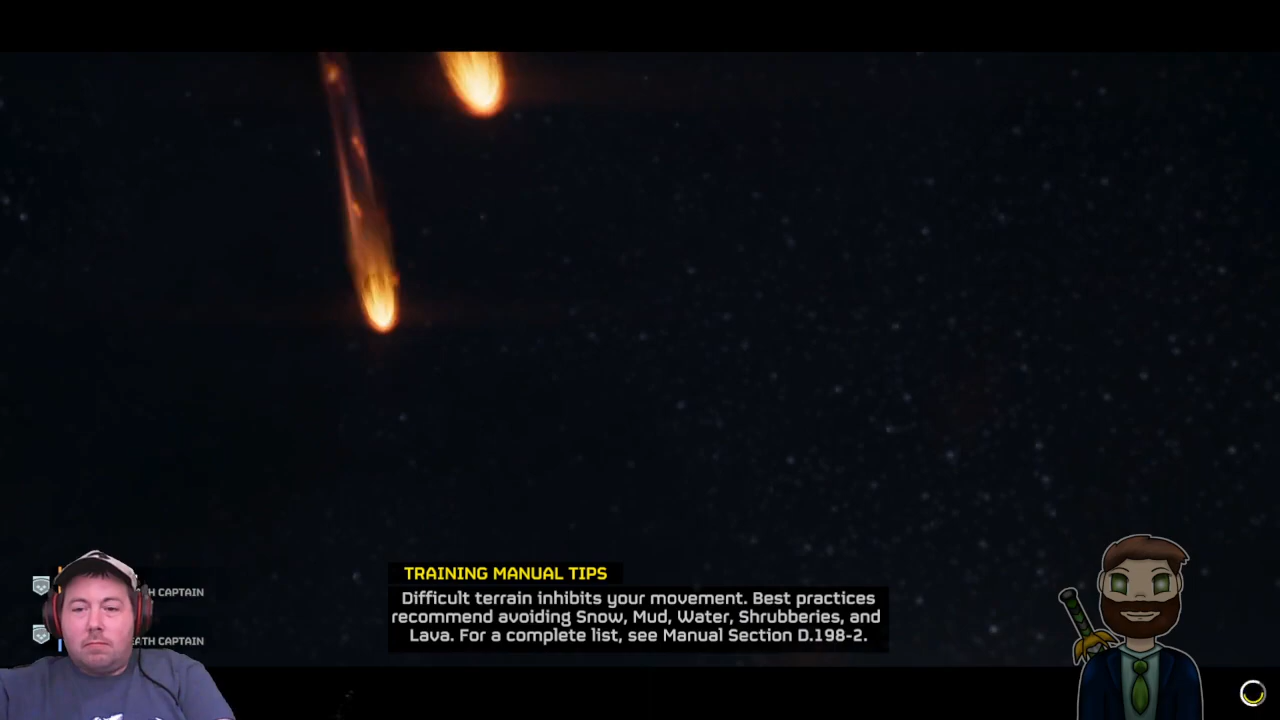 TRAINING MANUAL TIPS
Difficult terrain inhibits your movement. Best practices
recommend avoiding Snow, Mud, Water, Shrubberies, and
Lava. For a complete list, see Manual Section D.198-2.
CAPTAIN
CAPTAIN